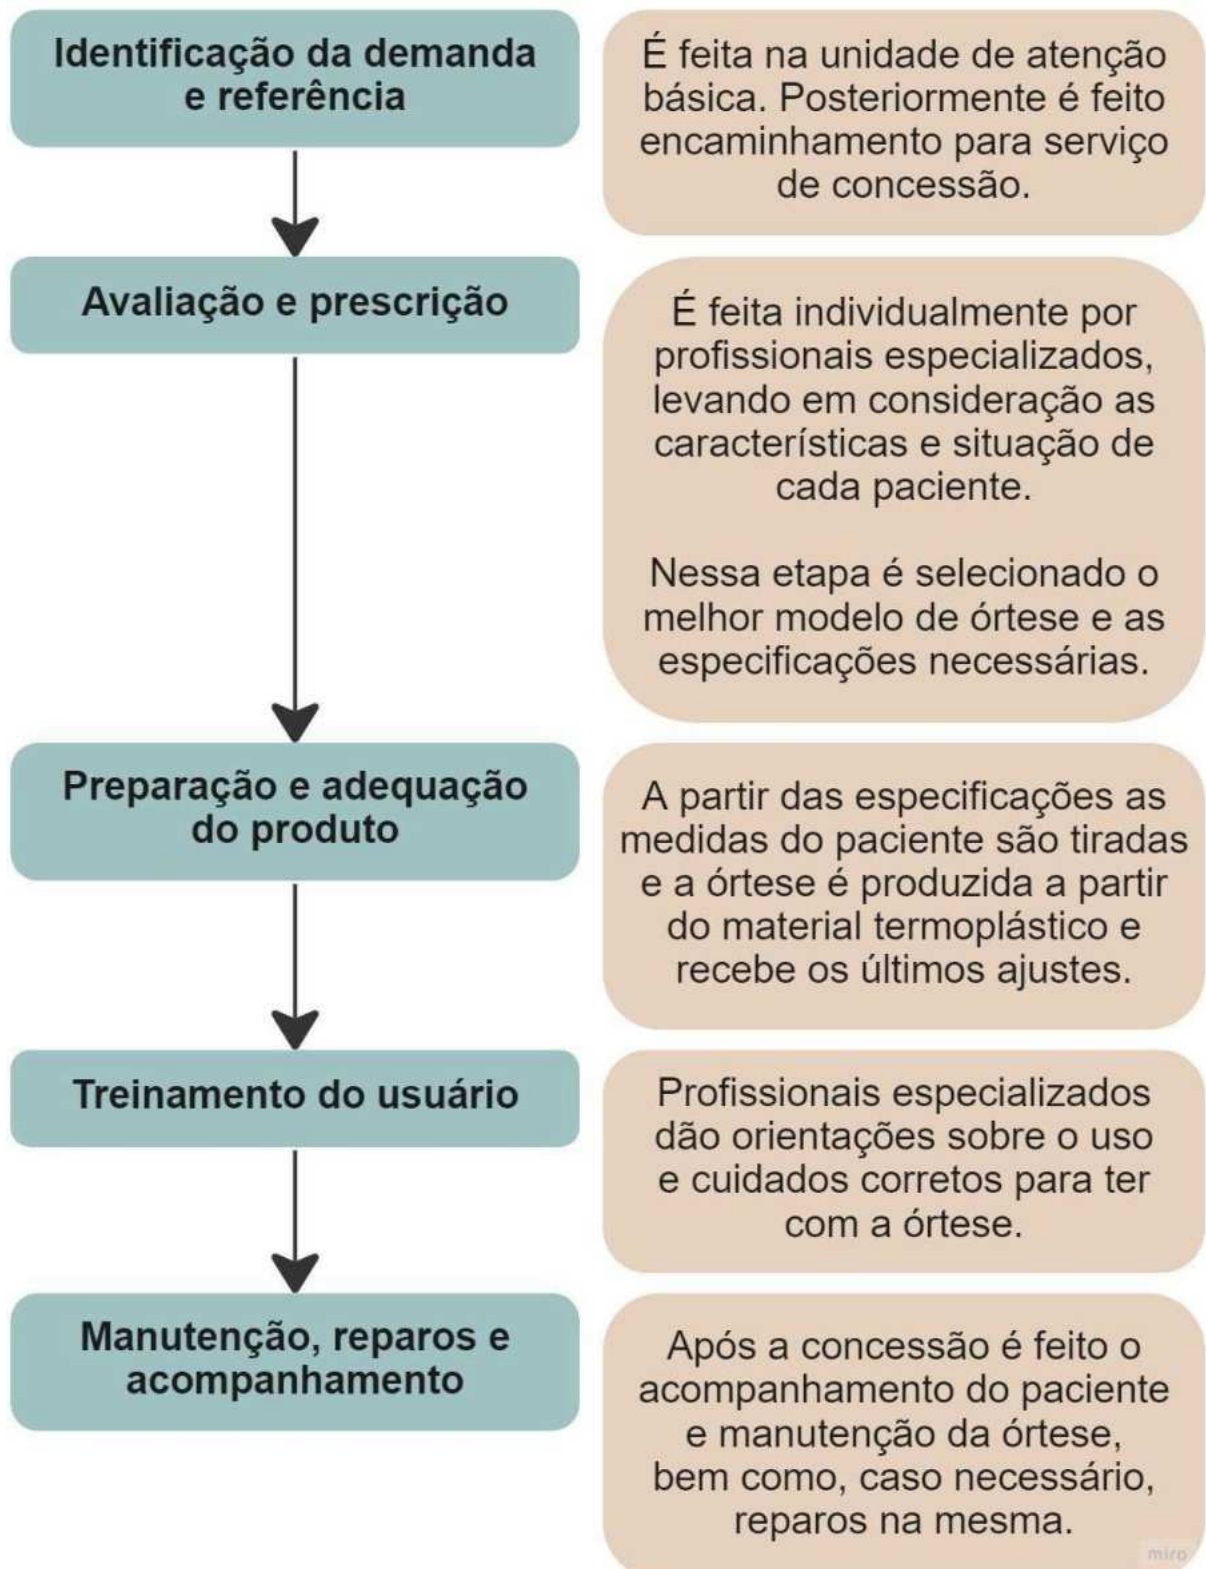 Identificação da demanda
e referência
É feita na unidade de atenção
básica. Posteriormente é feito
encaminhamento para serviço
de concessão.
Avaliação e prescrição
É feita individualmente por
profissionais especializados,
levando em consideração as
características e situação de
cada paciente.
Nessa etapa é selecionado o
melhor modelo de órtese e as
especificações necessárias.
Preparação e adequação
do produto
A partir das especificações as
medidas do paciente são tiradas
e a órtese é produzida a partir
do material termoplástico e
recebe os últimos ajustes.
Treinamento do usuário
Profissionais especializados
dão orientações sobre o uso
e cuidados corretos para ter
com a órtese.
Manutenção, reparos e
acompanhamento
Após a concessão é feito o
acompanhamento do paciente
e manutenção da órtese,
bem como, caso necessário,
reparos na mesma.
miro